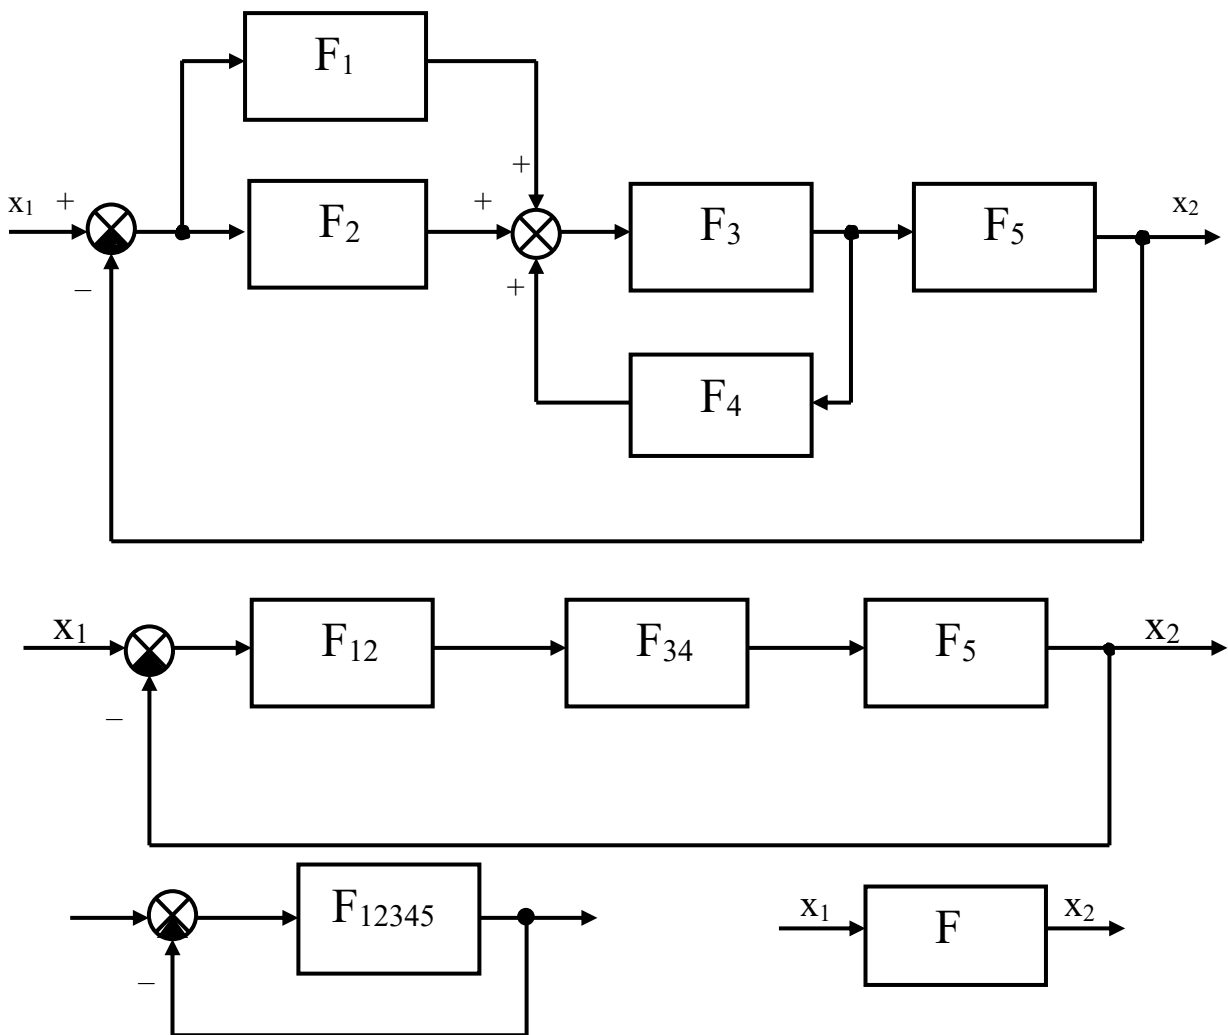 F₁
+
x₁ + F₂ + F₃ F₅ x₂
– +
F₄
x₁ F₁₂ F₃₄ F₅ x₂
–
F₁₂₃₄₅ x₁ F x₂
–